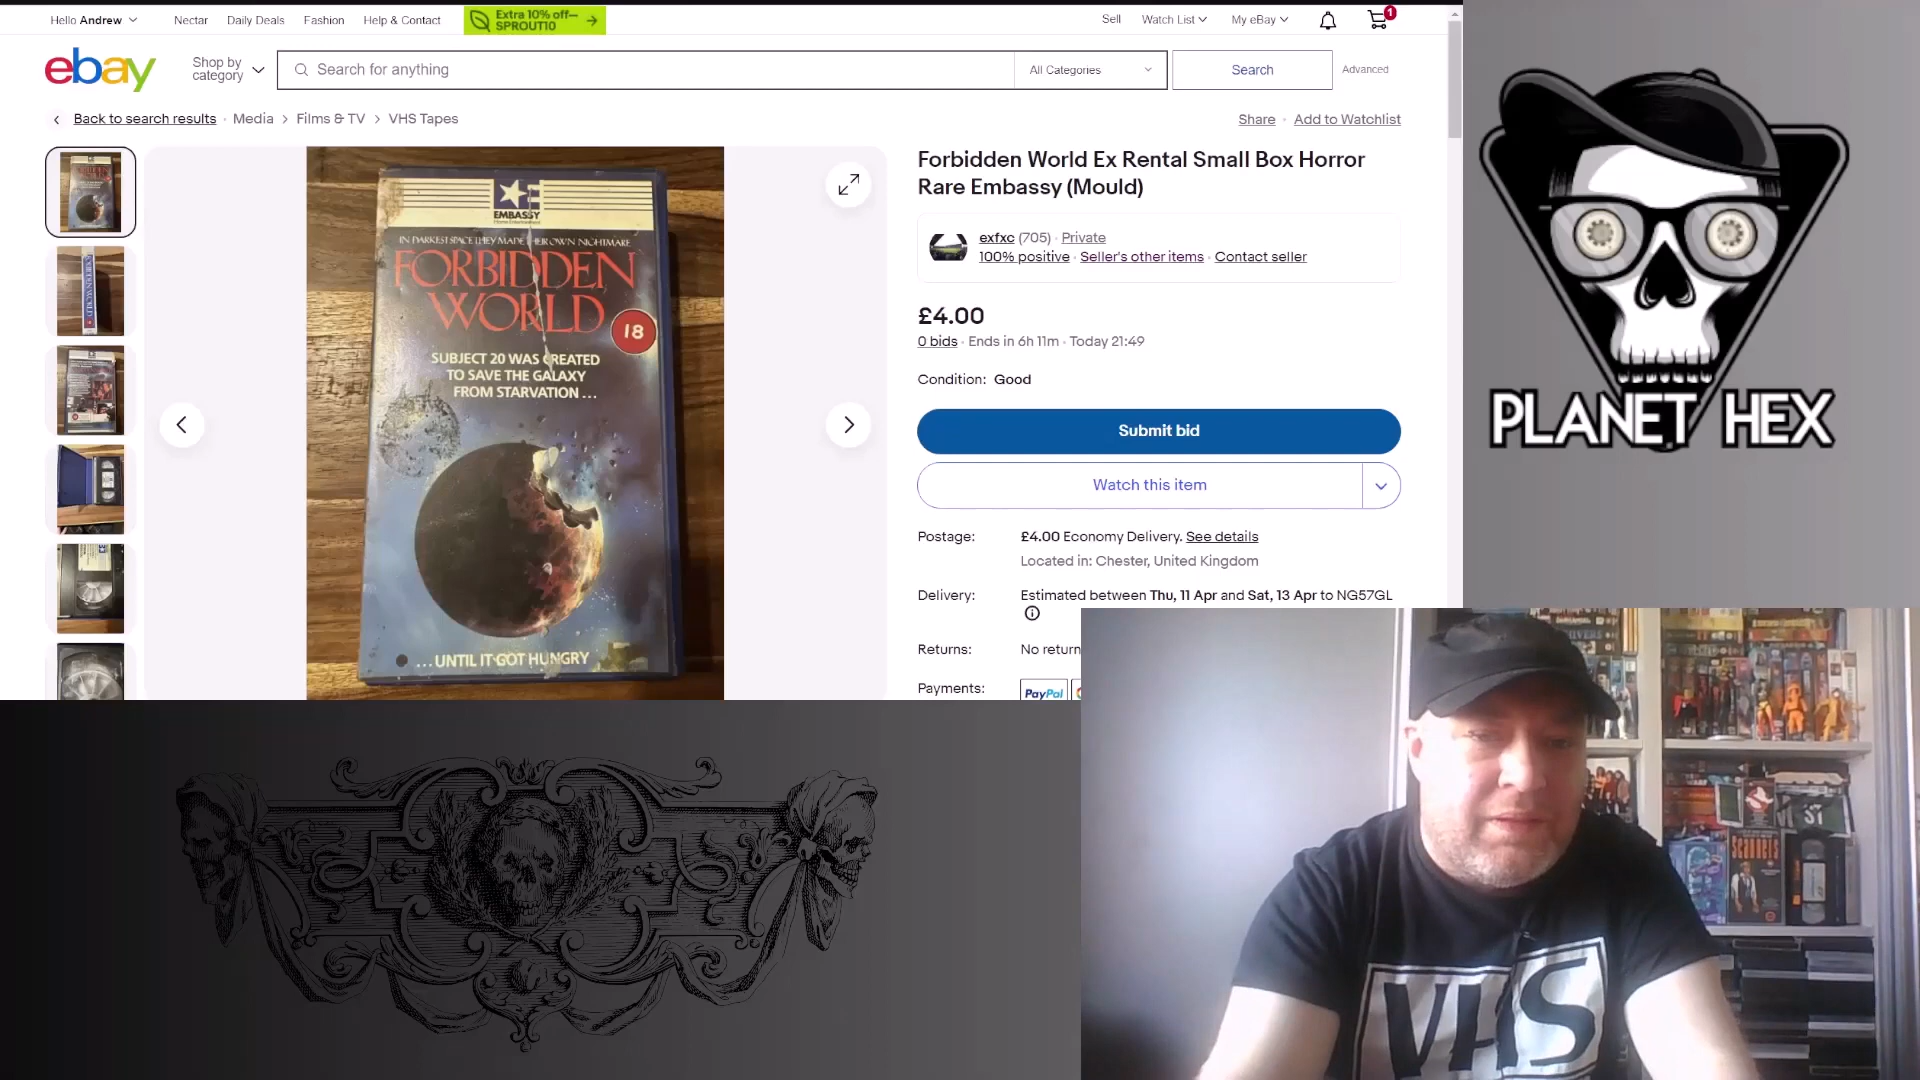 Hello Andrew
Nectar
Daily Deals
Fashion
Help & Contact
Extra 10% off–
SPROUT10
Sell
Watch List
My eBay
1
ebay
Shop by
category
Search for anything
All Categories
Search
Advanced
Back to search results
Media
Films & TV
VHS Tapes
Share
Add to Watchlist
EMBASSY
IN DARKEST SPACE THEY MADE THEIR OWN NIGHTMARE
FORBIDDEN
WORLD
18
SUBJECT 20 WAS CREATED
TO SAVE THE GALAXY
FROM STARVATION ...
... UNTIL IT GOT HUNGRY
Forbidden World Ex Rental Small Box Horror
Rare Embassy (Mould)
exfxc (705) · Private
100% positive · Seller's other items · Contact seller
£4.00
0 bids · Ends in 6h 11m · Today 21:49
Condition: Good
Submit bid
Watch this item
Postage: £4.00 Economy Delivery. See details
Located in: Chester, United Kingdom
Delivery: Estimated between Thu, 11 Apr and Sat, 13 Apr to NG57GL
Returns: No return
Payments: PayPal
PLANET HEX
SCANNERS
VHS